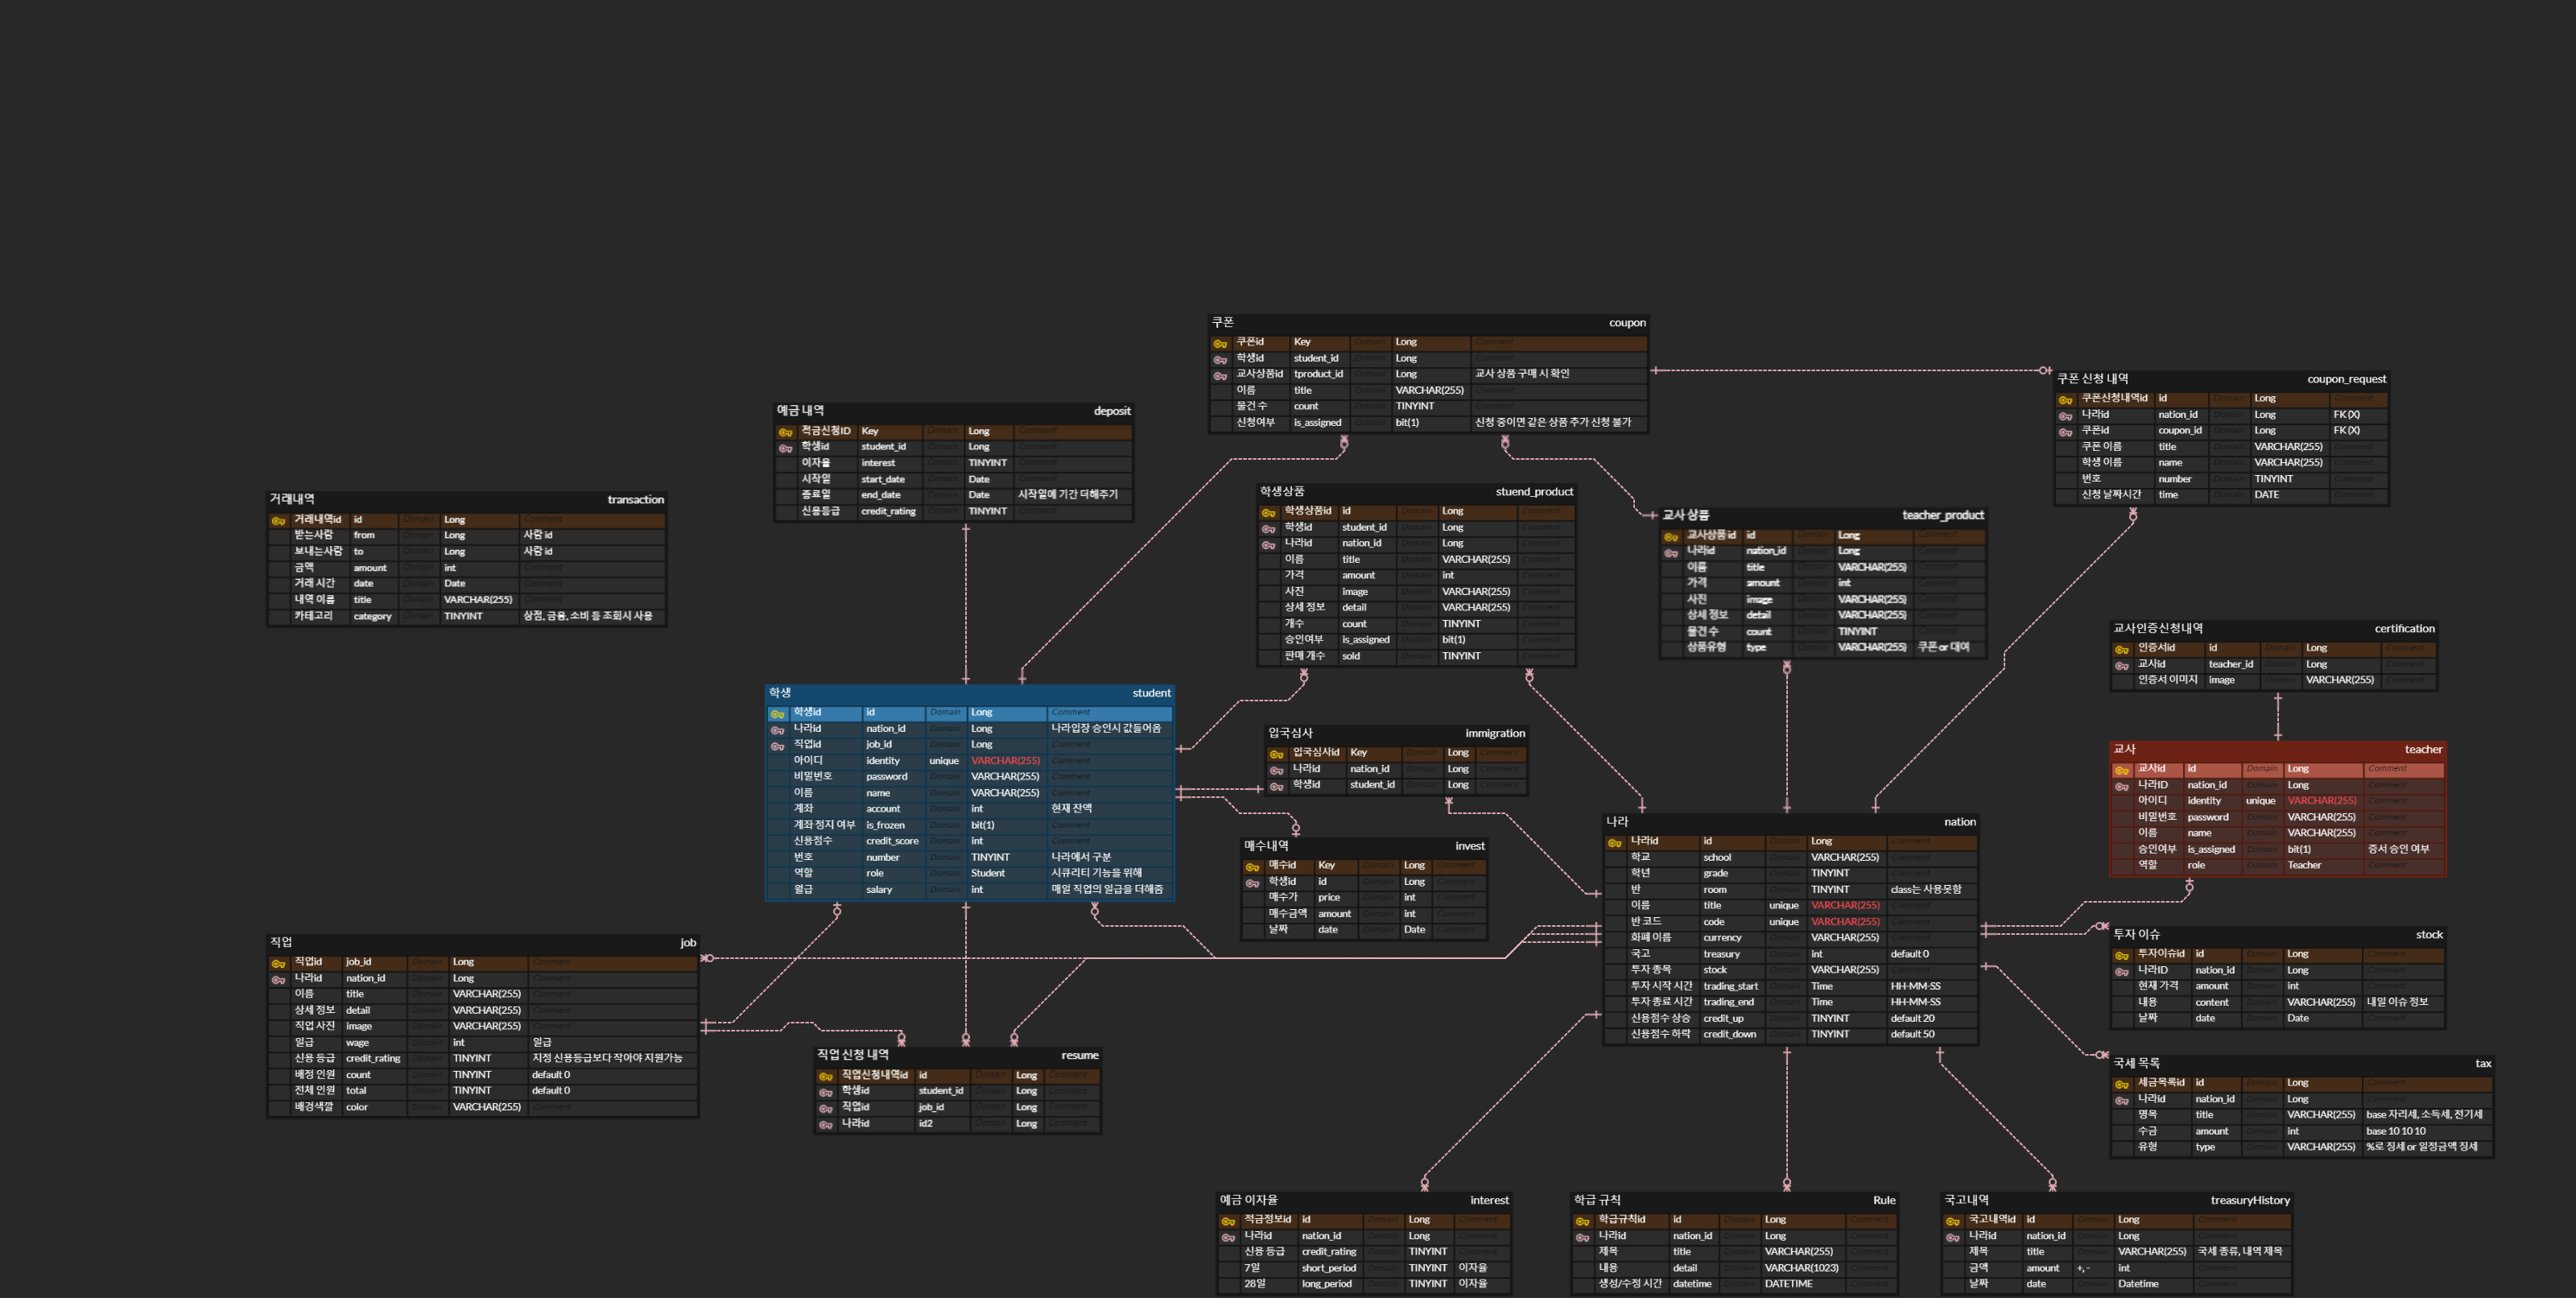 쿠폰 coupon
쿠폰id Key Domain Long Comment
학생id student_id Domain Long Comment
교사상품id tproduct_id Domain Long 교사 상품 구매 시 확인
이름 title Domain VARCHAR(255) Comment
물건 수 count Domain TINYINT Comment
신청여부 is_assigned Domain bit(1) 신청 중이면 같은 상품 추가 신청 불가
쿠폰 신청 내역 coupon_request
쿠폰신청내역id id Domain Long Comment
나라id nation_id Domain Long FK (X)
쿠폰id coupon_id Domain Long FK (X)
쿠폰 이름 title Domain VARCHAR(255) Comment
학생 이름 name Domain VARCHAR(255) Comment
번호 number Domain TINYINT Comment
신청 날짜시간 time Domain DATE Comment
예금 내역 deposit
적금신청ID Key Domain Long Comment
학생id student_id Domain Long Comment
이자율 interest Domain TINYINT Comment
시작일 start_date Domain Date Comment
종료일 end_date Domain Date 시작일에 기간 더해주기
신용등급 credit_rating Domain TINYINT Comment
거래내역 transaction
거래내역id id Domain Long Comment
받는사람 from Domain Long 사람 id
보내는사람 to Domain Long 사람 id
금액 amount Domain int Comment
거래 시간 date Domain Date Comment
내역 이름 title Domain VARCHAR(255) Comment
카테고리 category Domain TINYINT 상점, 금융, 소비 등 조회시 사용
학생상품 stuend_product
학생상품id id Domain Long Comment
학생id student_id Domain Long Comment
나라id nation_id Domain Long Comment
이름 title Domain VARCHAR(255) Comment
가격 amount Domain int Comment
사진 image Domain VARCHAR(255) Comment
상세 정보 detail Domain VARCHAR(255) Comment
개수 count Domain TINYINT Comment
승인여부 is_assigned Domain bit(1) Comment
판매 개수 sold Domain TINYINT Comment
교사 상품 teacher_product
교사상품id id Domain Long Comment
나라id nation_id Domain Long Comment
이름 title Domain VARCHAR(255) Comment
가격 amount Domain int Comment
사진 image Domain VARCHAR(255) Comment
상세 정보 detail Domain VARCHAR(255) Comment
물건 수 count Domain TINYINT Comment
상품유형 type Domain VARCHAR(255) 쿠폰 or 대여
교사인증신청내역 certification
인증서id id Domain Long Comment
교사id teacher_id Domain Long Comment
인증서 이미지 image Domain VARCHAR(255) Comment
학생 student
학생id id Domain Long Comment
나라id nation_id Domain Long 나라입장 승인시 값들어옴
직업id job_id Domain Long Comment
아이디 identity unique VARCHAR(255) Comment
비밀번호 password Domain VARCHAR(255) Comment
이름 name Domain VARCHAR(255) Comment
계좌 account Domain int 현재 잔액
계좌 정지 여부 is_frozen Domain bit(1) Comment
신용점수 credit_score Domain int Comment
번호 number Domain TINYINT 나라에서 구분
역할 role Domain Student 시큐리티 기능을 위해
월급 salary Domain int 매일 직업의 일급을 더해줌
입국심사 immigration
입국심사id Key Domain Long Comment
나라id nation_id Domain Long Comment
학생id student_id Domain Long Comment
매수내역 invest
매수id Key Domain Long Comment
학생id id Domain Long Comment
매수가 price Domain int Comment
매수금액 amount Domain int Comment
날짜 date Domain Date Comment
나라 nation
나라id id Domain Long Comment
학교 school Domain VARCHAR(255) Comment
학년 grade Domain TINYINT Comment
반 room Domain TINYINT class는 사용못함
이름 title unique VARCHAR(255) Comment
반 코드 code unique VARCHAR(255) Comment
화폐 이름 currency Domain VARCHAR(255) Comment
국고 treasury Domain int default 0
투자 종목 stock Domain VARCHAR(255) Comment
투자 시작 시간 trading_start Domain Time HH-MM-SS
투자 종료 시간 trading_end Domain Time HH-MM-SS
신용점수 상승 credit_up Domain TINYINT default 20
신용점수 하락 credit_down Domain TINYINT default 50
교사 teacher
교사id id Domain Long Comment
나라ID nation_id Domain Long Comment
아이디 identity unique VARCHAR(255) Comment
비밀번호 password Domain VARCHAR(255) Comment
이름 name Domain VARCHAR(255) Comment
승인여부 is_assigned Domain bit(1) 증서 승인 여부
역할 role Domain Teacher Comment
투자 이슈 stock
투자이슈id id Domain Long Comment
나라ID nation_id Domain Long Comment
현재 가격 amount Domain int Comment
내용 content Domain VARCHAR(255) 내일 이슈 정보
날짜 date Domain Date Comment
직업 job
직업id job_id Domain Long Comment
나라id nation_id Domain Long Comment
이름 title Domain VARCHAR(255) Comment
상세 정보 detail Domain VARCHAR(255) Comment
직업 사진 image Domain VARCHAR(255) Comment
일급 wage Domain int 일급
신용 등급 credit_rating Domain TINYINT 지정 신용등급보다 작아야 지원가능
배정 인원 count Domain TINYINT default 0
전체 인원 total Domain TINYINT default 0
배경색깔 color Domain VARCHAR(255) Comment
직업 신청 내역 resume
직업신청내역id id Domain Long Comment
학생id student_id Domain Long Comment
직업id job_id Domain Long Comment
나라id id2 Domain Long Comment
국세 목록 tax
세금목록id id Domain Long Comment
나라id nation_id Domain Long Comment
명목 title Domain VARCHAR(255) base 자리세, 소득세, 전기세
수금 amount Domain int base 10 10 10
유형 type Domain VARCHAR(255) %로 징세 or 일정금액 징세
예금 이자율 interest
적금정보id id Domain Long Comment
나라id nation_id Domain Long Comment
신용 등급 credit_rating Domain TINYINT Comment
7일 short_period Domain TINYINT 이자율
28일 long_period Domain TINYINT 이자율
학급 규칙 Rule
학급규칙id id Domain Long Comment
나라id nation_id Domain Long Comment
제목 title Domain VARCHAR(255) Comment
내용 detail Domain VARCHAR(1023) Comment
생성/수정 시간 datetime Domain DATETIME Comment
국고내역 treasuryHistory
국고내역id id Domain Long Comment
나라id nation_id Domain Long Comment
제목 title Domain VARCHAR(255) 국세 종류, 내역 제목
금액 amount +, - int Comment
날짜 date Domain Datetime Comment